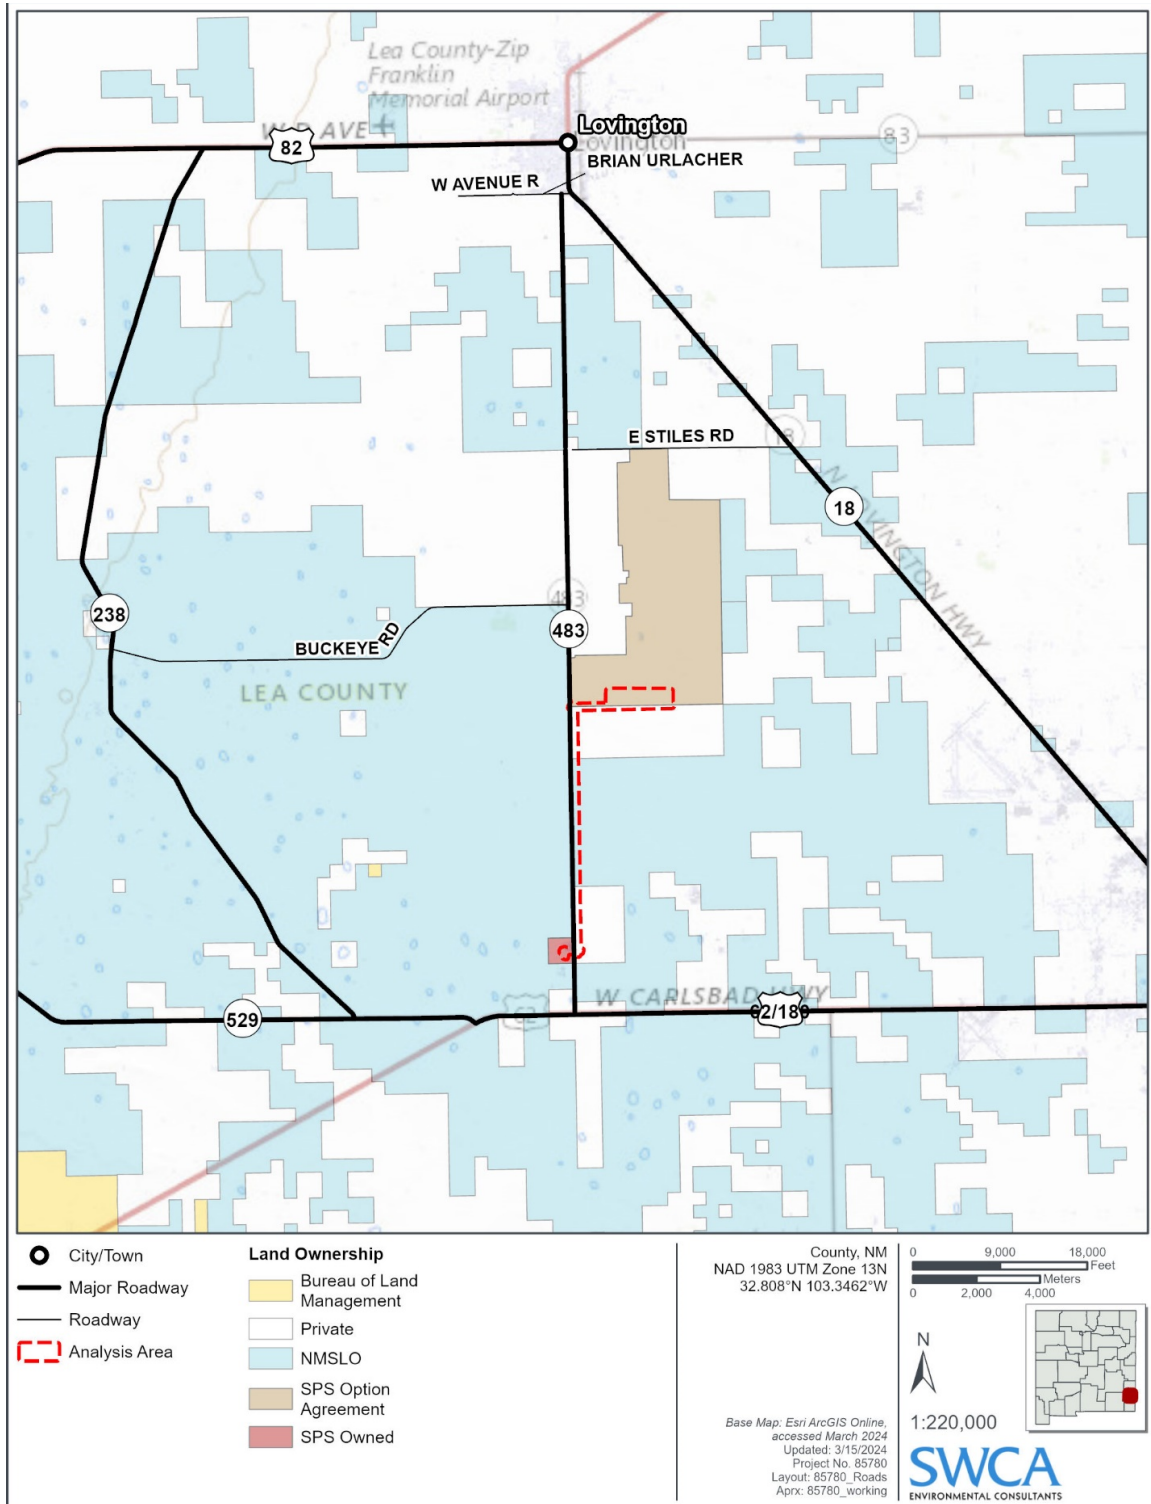 Lea County-Zip
Franklin
Memorial Airport
W D AVE
82
Lovington
Lovington
83
BRIAN URLACHER
W AVENUE R
E STILES RD
18
N LOVINGTON HWY
18
238
483
483
BUCKEYE RD
LEA COUNTY
W CARLSBAD HWY
62
62/180
529
City/Town
Major Roadway
Roadway
Analysis Area
Land Ownership
Bureau of Land
Management
Private
NMSLO
SPS Option
Agreement
SPS Owned
County, NM
NAD 1983 UTM Zone 13N
32.808°N 103.3462°W
Base Map: Esri ArcGIS Online,
accessed March 2024
Updated: 3/15/2024
Project No. 85780
Layout: 85780_Roads
Aprx: 85780_working
0 9,000 18,000
Feet
Meters
0 2,000 4,000
N
1:220,000
SWCA
ENVIRONMENTAL CONSULTANTS